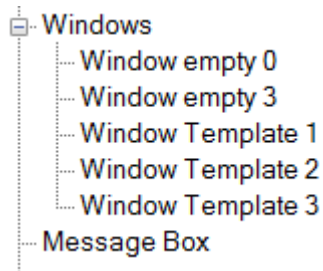 Windows
Window empty 0
Window empty 3
Window Template 1
Window Template 2
Window Template 3
Message Box